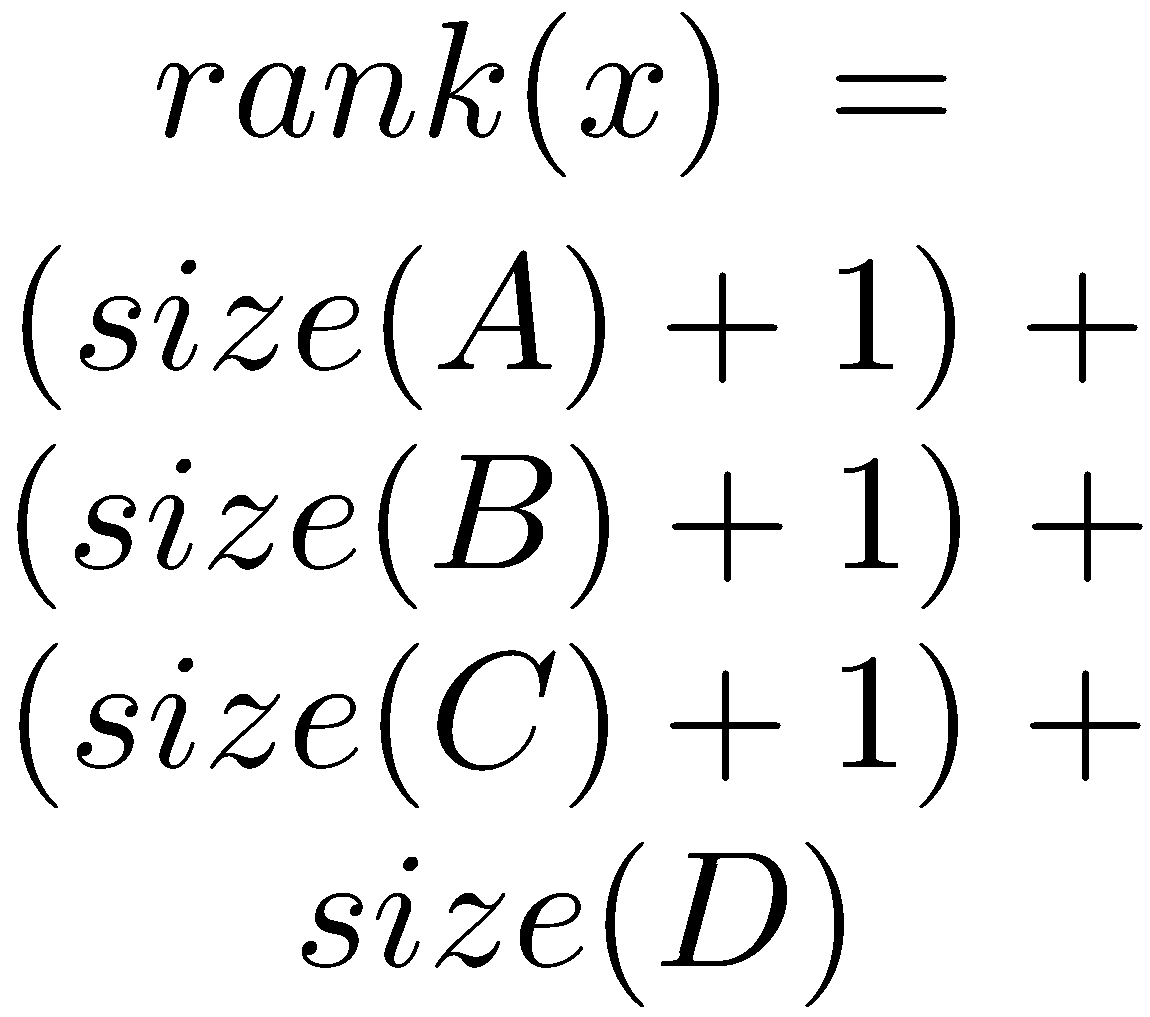 rank(x) =
(size(A) + 1) +
(size(B) + 1) +
(size(C) + 1) +
size(D)